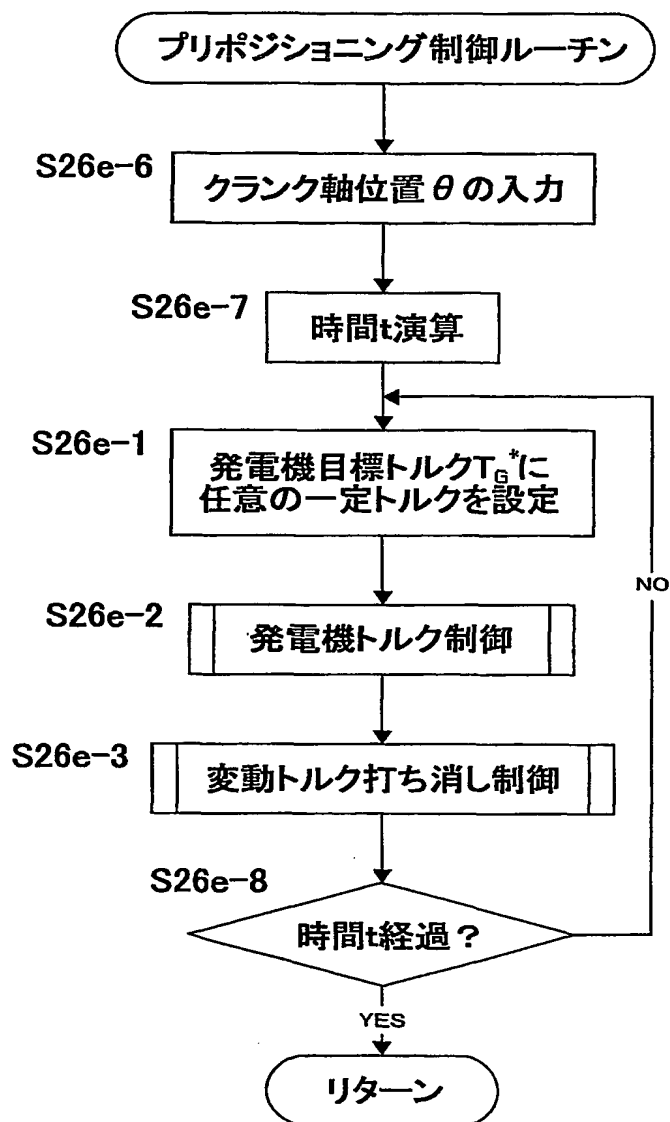 プリポジショニング制御ルーチン
S26e-6
クランク軸位置θの入力
S26e-7
時間t演算
S26e-1
発電機目標トルクTG*に
任意の一定トルクを設定
NO
S26e-2
発電機トルク制御
S26e-3
変動トルク打ち消し制御
S26e-8
時間t経過？
YES
リターン